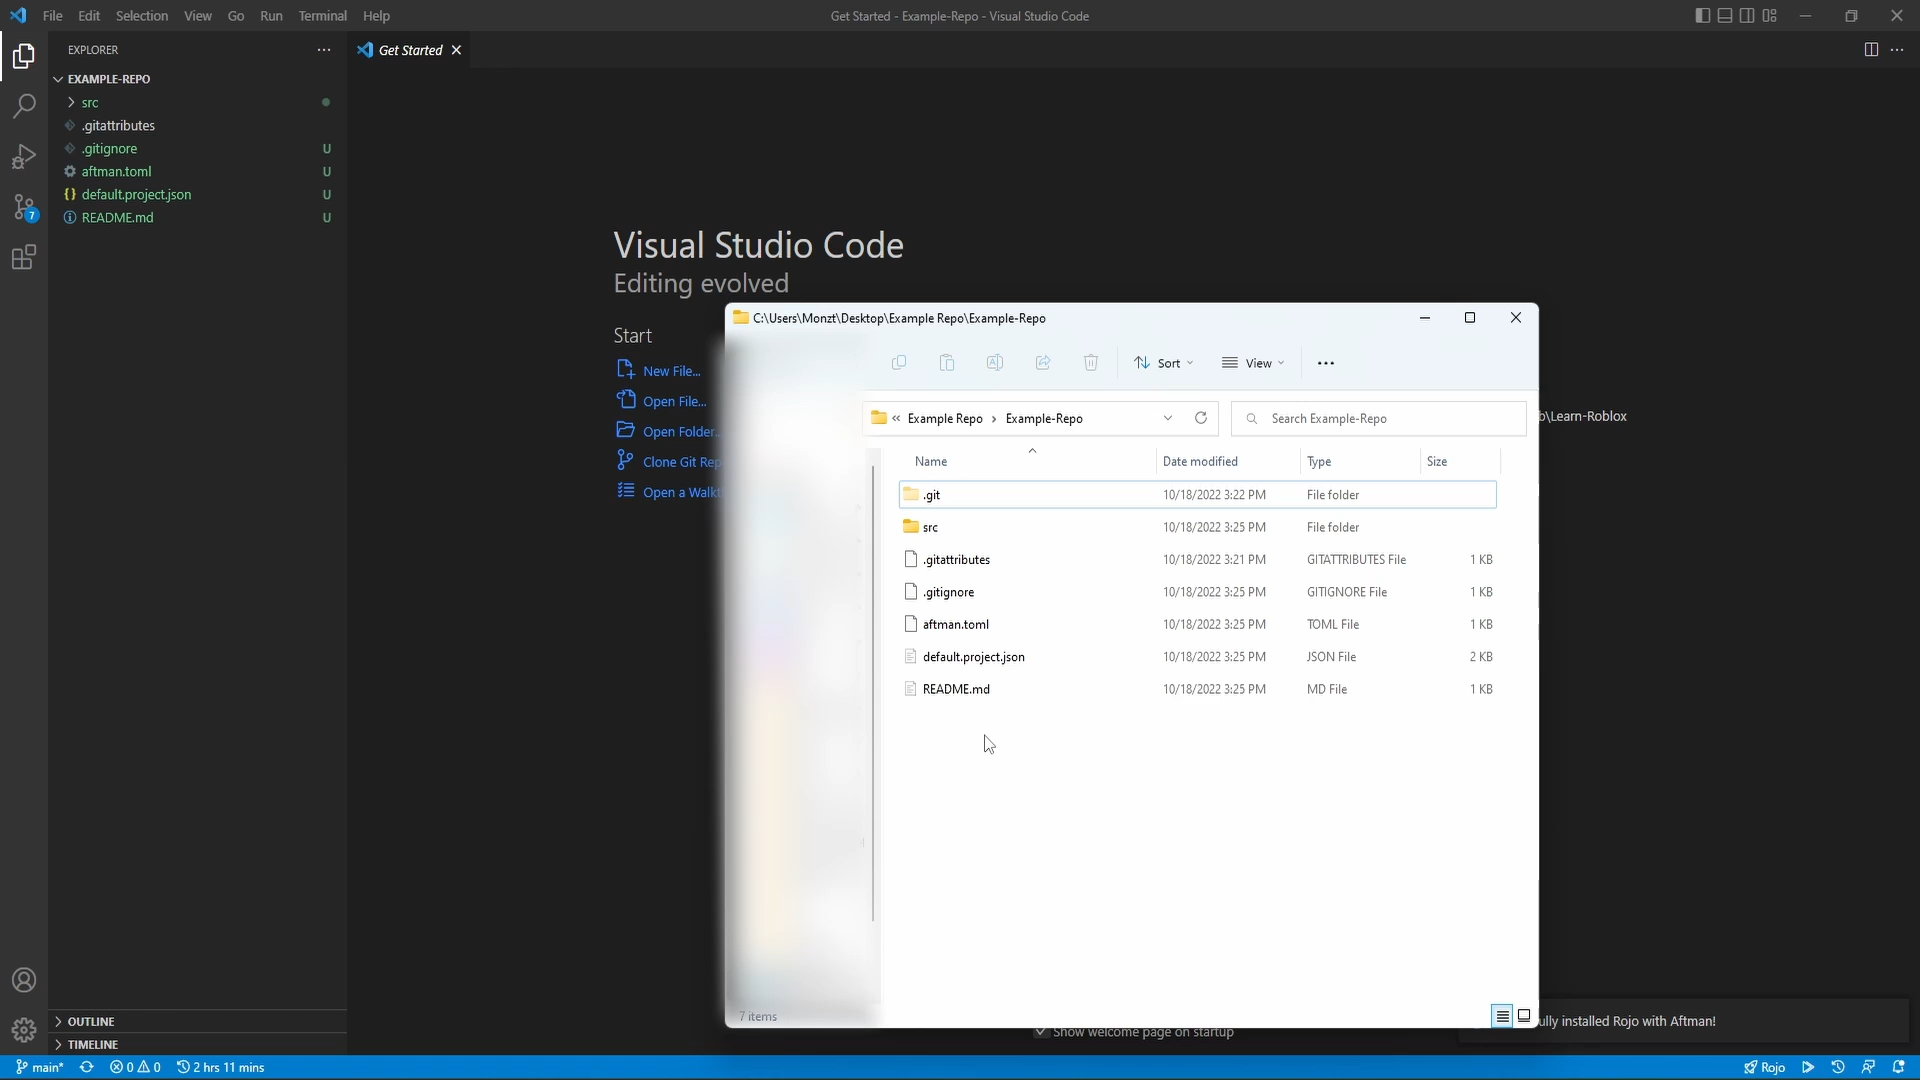 File Edit Selection View Go Run Terminal Help
Get Started - Example-Repo - Visual Studio Code
EXPLORER
Get Started
EXAMPLE-REPO
src
.gitattributes
.gitignore U
aftman.toml U
default.project.json U
README.md U
7
Visual Studio Code
Editing evolved
Start
New File...
Open File...
Open Folder..
Clone Git Rep
Open a Walkt
b\Learn-Roblox
C:\Users\Monzt\Desktop\Example Repo\Example-Repo
Sort View
« Example Repo › Example-Repo
Search Example-Repo
Name Date modified Type Size
.git 10/18/2022 3:22 PM File folder
src 10/18/2022 3:25 PM File folder
.gitattributes 10/18/2022 3:21 PM GITATTRIBUTES File 1 KB
.gitignore 10/18/2022 3:25 PM GITIGNORE File 1 KB
aftman.toml 10/18/2022 3:25 PM TOML File 1 KB
default.project.json 10/18/2022 3:25 PM JSON File 2 KB
README.md 10/18/2022 3:25 PM MD File 1 KB
7 items
Show welcome page on startup
ully installed Rojo with Aftman!
OUTLINE
TIMELINE
main* 0 0 2 hrs 11 mins
Rojo